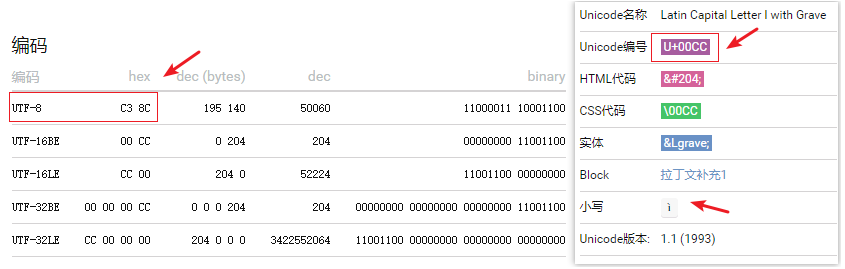 编码
编码 hex dec (bytes) dec binary
UTF-8 C3 8C 195 140 50060 11000011 10001100
UTF-16BE 00 CC 0 204 204 00000000 11001100
UTF-16LE CC 00 204 0 52224 11001100 00000000
UTF-32BE 00 00 00 CC 0 0 0 204 204 00000000 00000000 00000000 11001100
UTF-32LE CC 00 00 00 204 0 0 0 3422552064 11001100 00000000 00000000 00000000
Unicode名称 Latin Capital Letter I with Grave
Unicode编号 U+00CC
HTML代码 &#204;
CSS代码 \00CC
实体 &Lgrave;
Block 拉丁文补充1
小写 ì
Unicode版本: 1.1 (1993)